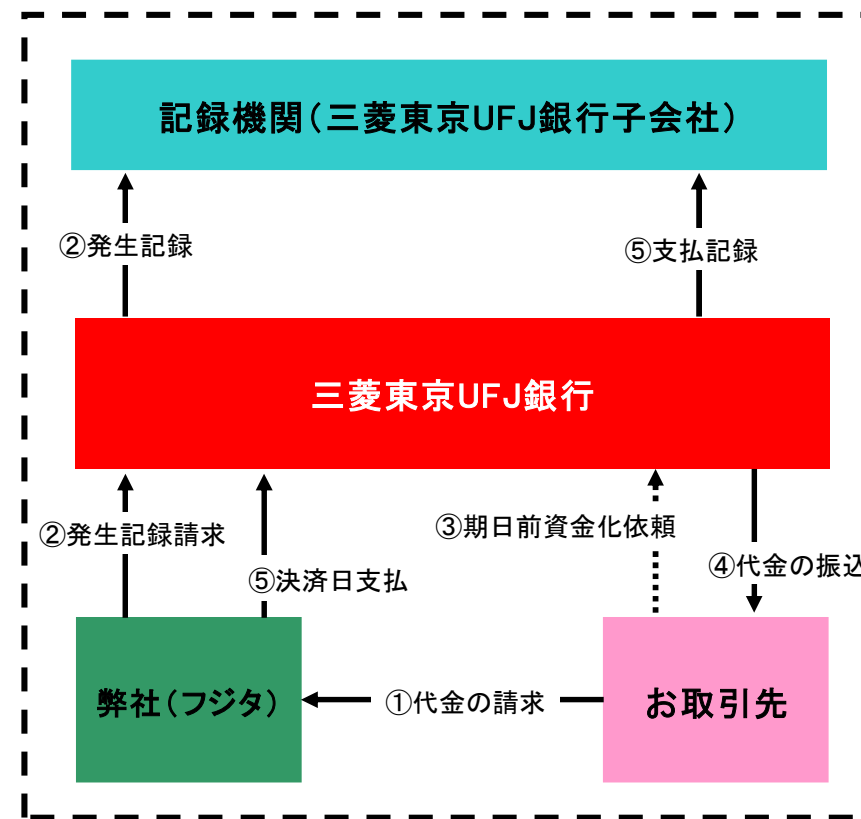 記録機関（三菱東京UFJ銀行子会社）
②発生記録
⑤支払記録
三菱東京UFJ銀行
②発生記録請求
③期日前資金化依頼
④代金の振込
⑤決済日支払
弊社（フジタ）
①代金の請求
お取引先